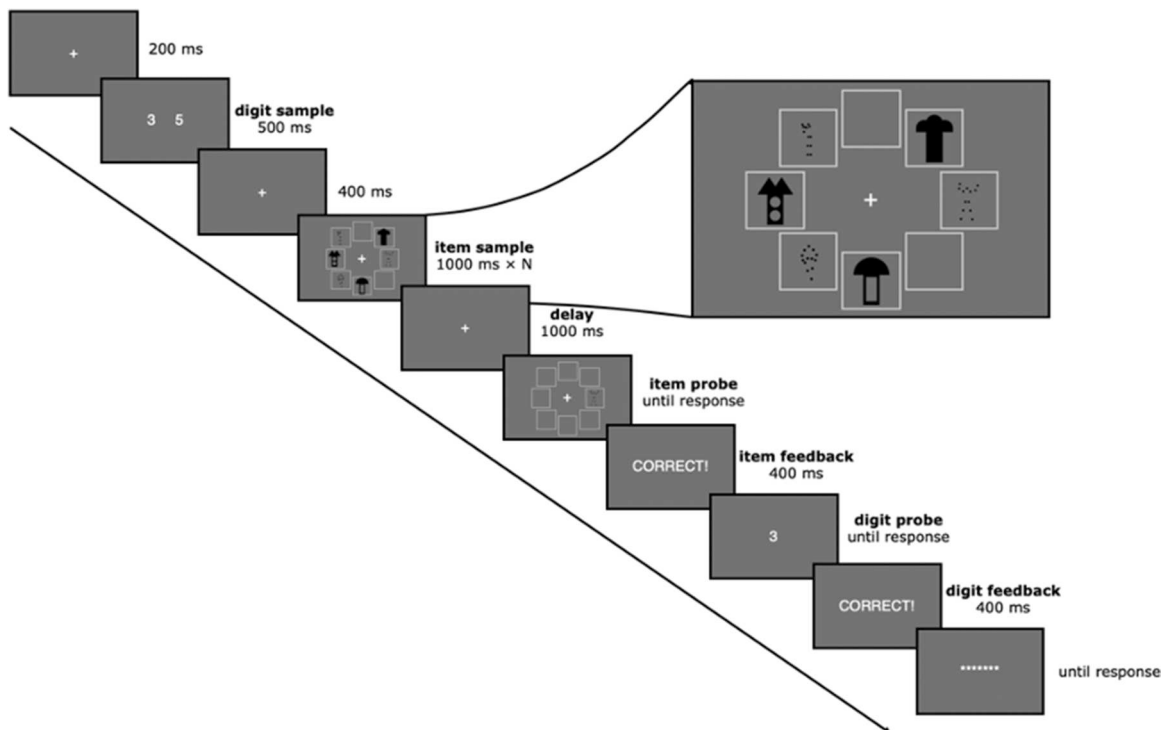 200 ms
3 5
digit sample
500 ms
400 ms
item sample
1000 ms × N
delay
1000 ms
item probe
until response
CORRECT!
item feedback
400 ms
3
digit probe
until response
CORRECT!
digit feedback
400 ms
*******
until response